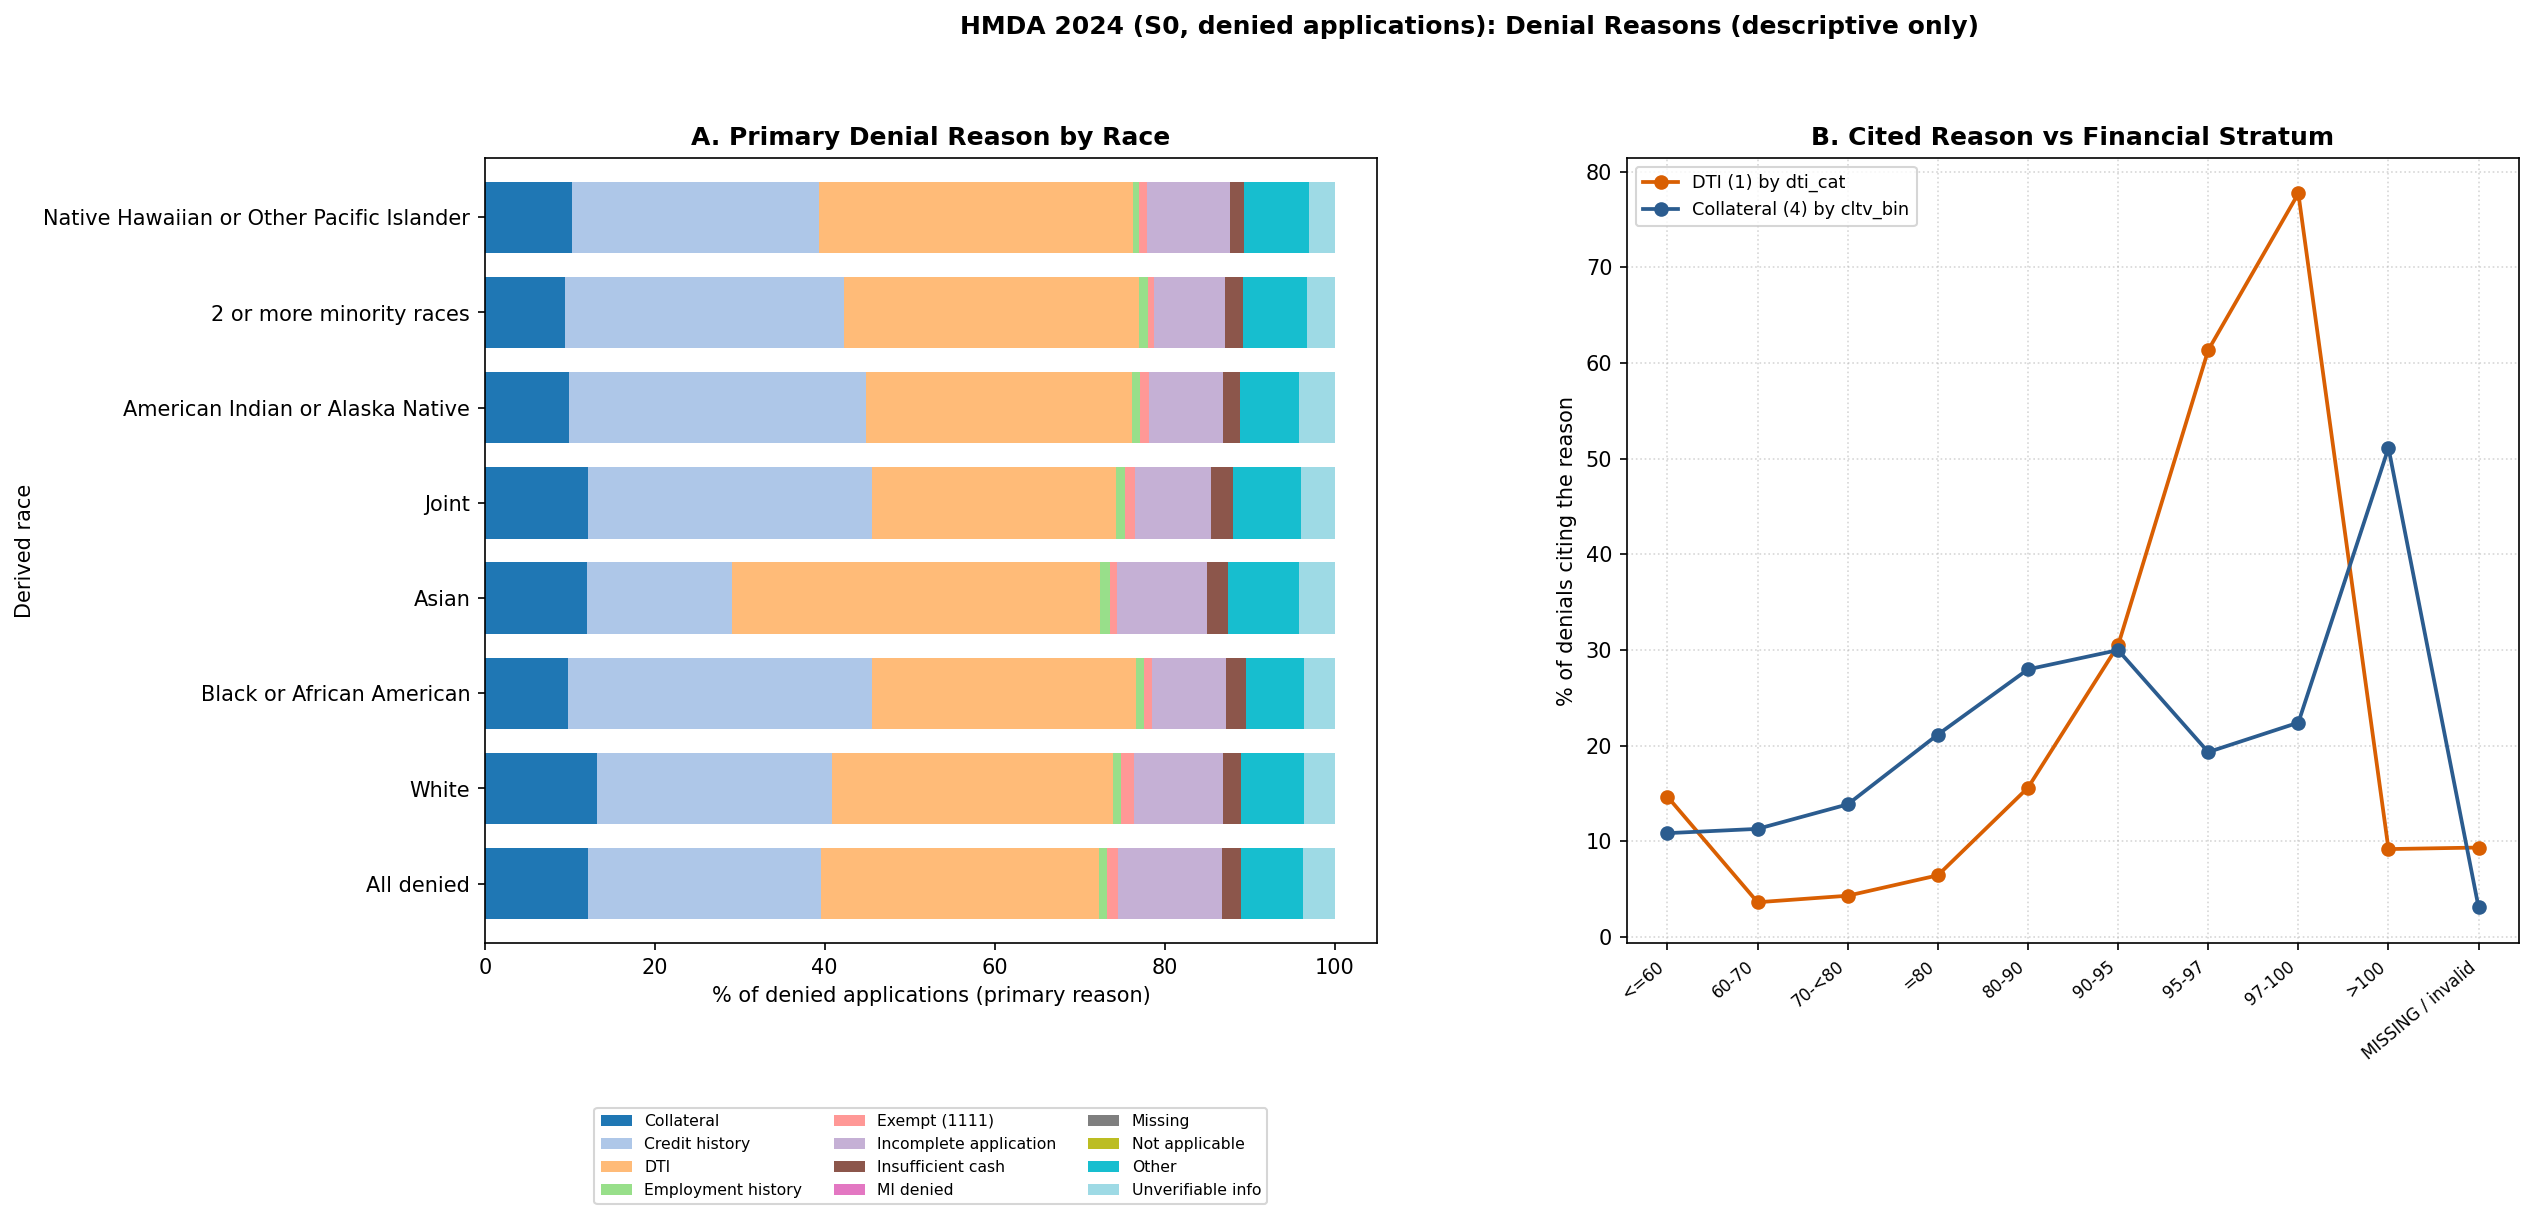 HMDA 2024 (S0, denied applications): Denial Reasons (descriptive only)
A. Primary Denial Reason by Race
Derived race
Native Hawaiian or Other Pacific Islander
2 or more minority races
American Indian or Alaska Native
Joint
Asian
Black or African American
White
All denied
0 20 40 60 80 100
% of denied applications (primary reason)
Collateral
Credit history
DTI
Employment history
Exempt (1111)
Incomplete application
Insufficient cash
MI denied
Missing
Not applicable
Other
Unverifiable info
B. Cited Reason vs Financial Stratum
DTI (1) by dti_cat
Collateral (4) by cltv_bin
% of denials citing the reason
80
70
60
50
40
30
20
10
0
<=60
60-70
70-<80
=80
80-90
90-95
95-97
97-100
>100
MISSING / invalid